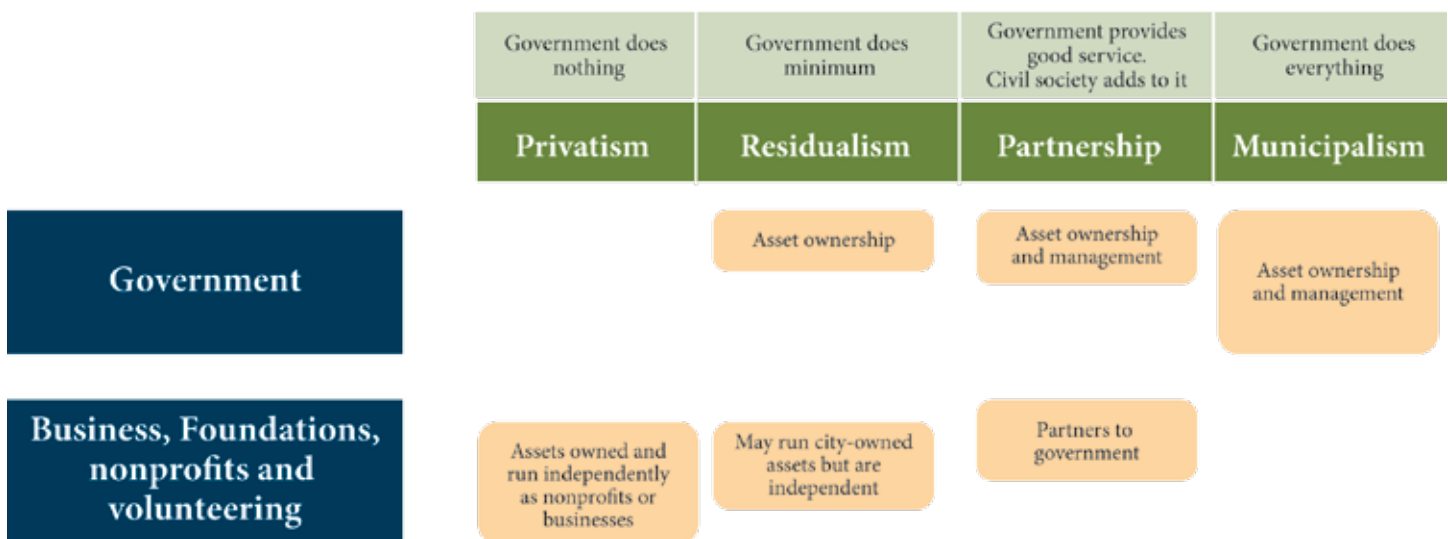 Government does
nothing
Government does
minimum
Government provides
good service.
Civil society adds to it
Government does
everything
Privatism
Residualism
Partnership
Municipalism
Government
Asset ownership
Asset ownership
and management
Asset ownership
and management
Business, Foundations,
nonprofits and
volunteering
Assets owned and
run independently
as nonprofits or
businesses
May run city-owned
assets but are
independent
Partners to
government